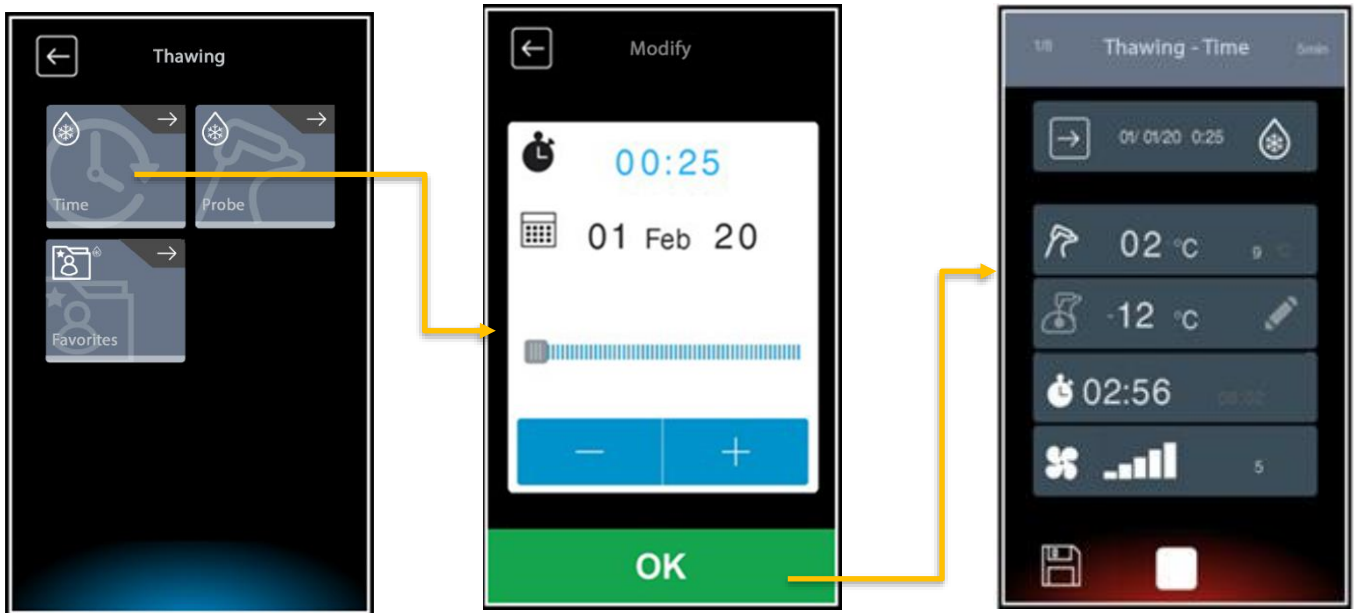 Thawing
Time
Probe
Favorites
Modify
00:25
01 Feb 20
OK
1/8 Thawing - Time 5min
01/ 01/20 0:25
02 °C 9 °C
-12 °C
02:56
5